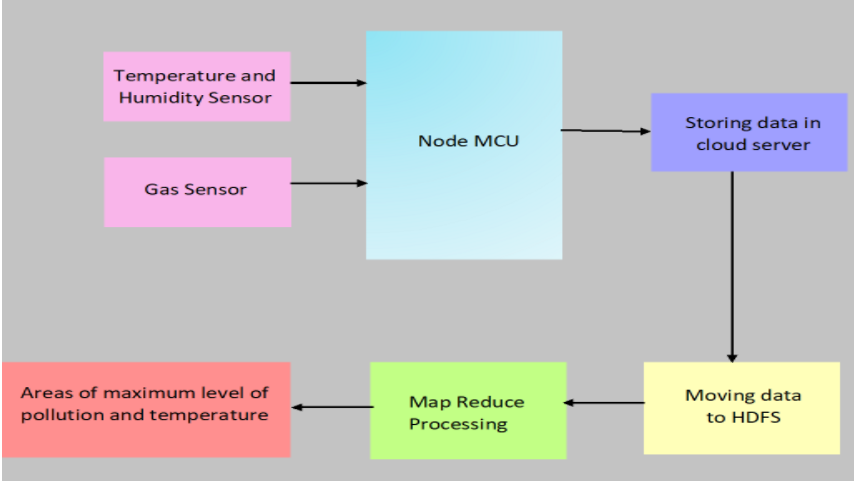 Temperature and
Humidity Sensor
Gas Sensor
Node MCU
Storing data in
cloud server
Moving data
to HDFS
Map Reduce
Processing
Areas of maximum level of
pollution and temperature